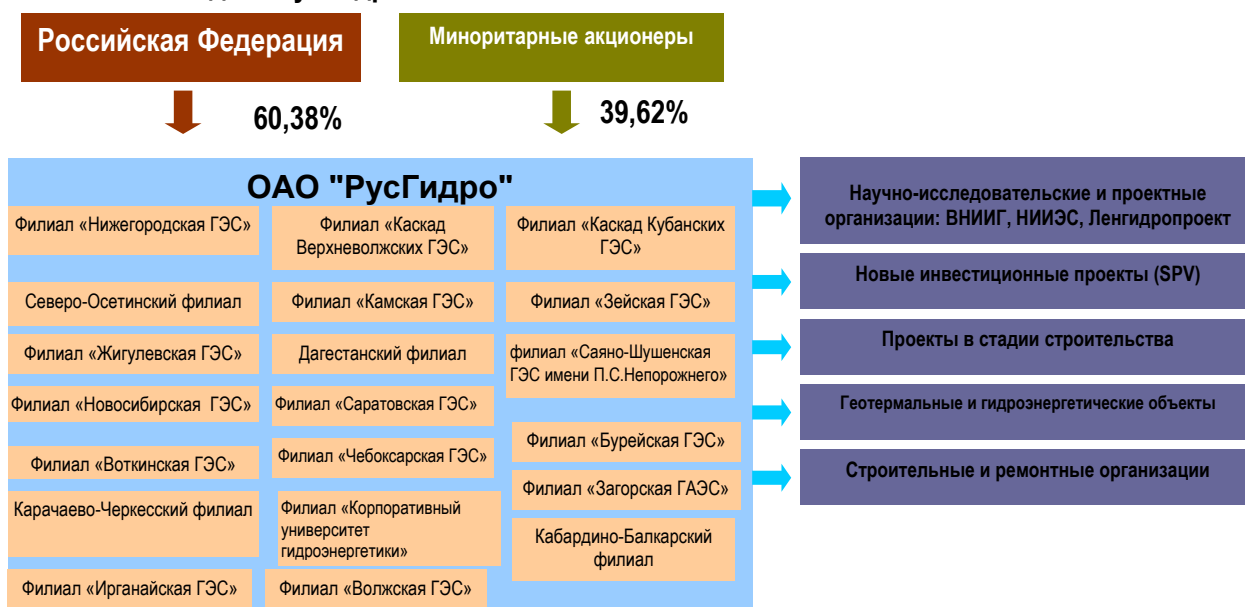 Российская Федерация
Миноритарные акционеры
60,38%
39,62%
ОАО "РусГидро"
Филиал «Нижегородская ГЭС»
Филиал «Каскад
Верхневолжских ГЭС»
Филиал «Каскад Кубанских
ГЭС»
Северо-Осетинский филиал
Филиал «Камская ГЭС»
Филиал «Зейская ГЭС»
Филиал «Жигулевская ГЭС»
Дагестанский филиал
филиал «Саяно-Шушенская
ГЭС имени П.С.Непорожнего»
Филиал «Новосибирская ГЭС»
Филиал «Саратовская ГЭС»
Филиал «Бурейская ГЭС»
Филиал «Воткинская ГЭС»
Филиал «Чебоксарская ГЭС»
Филиал «Загорская ГАЭС»
Карачаево-Черкесский филиал
Филиал «Корпоративный
университет
гидроэнергетики»
Кабардино-Балкарский
филиал
Филиал «Ирганайская ГЭС»
Филиал «Волжская ГЭС»
Научно-исследовательские и проектные
организации: ВНИИГ, НИИЭС, Ленгидропроект
Новые инвестиционные проекты (SPV)
Проекты в стадии строительства
Геотермальные и гидроэнергетические объекты
Строительные и ремонтные организации